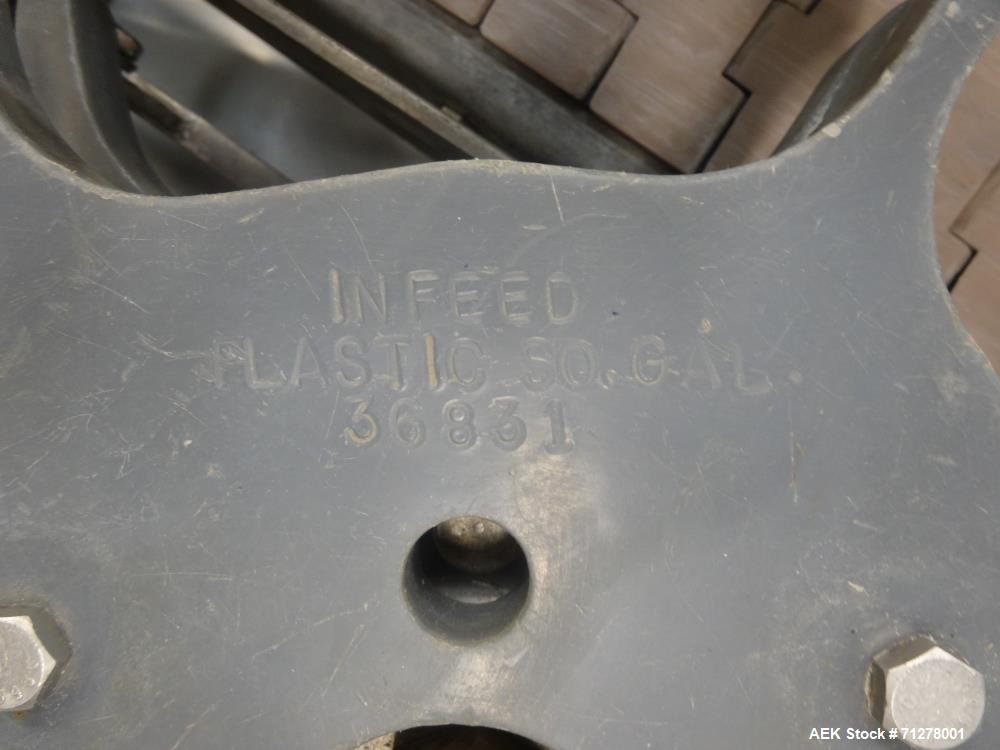 INFEED
PLASTIC SQ. GAL.
36831
AEK Stock # 71278001